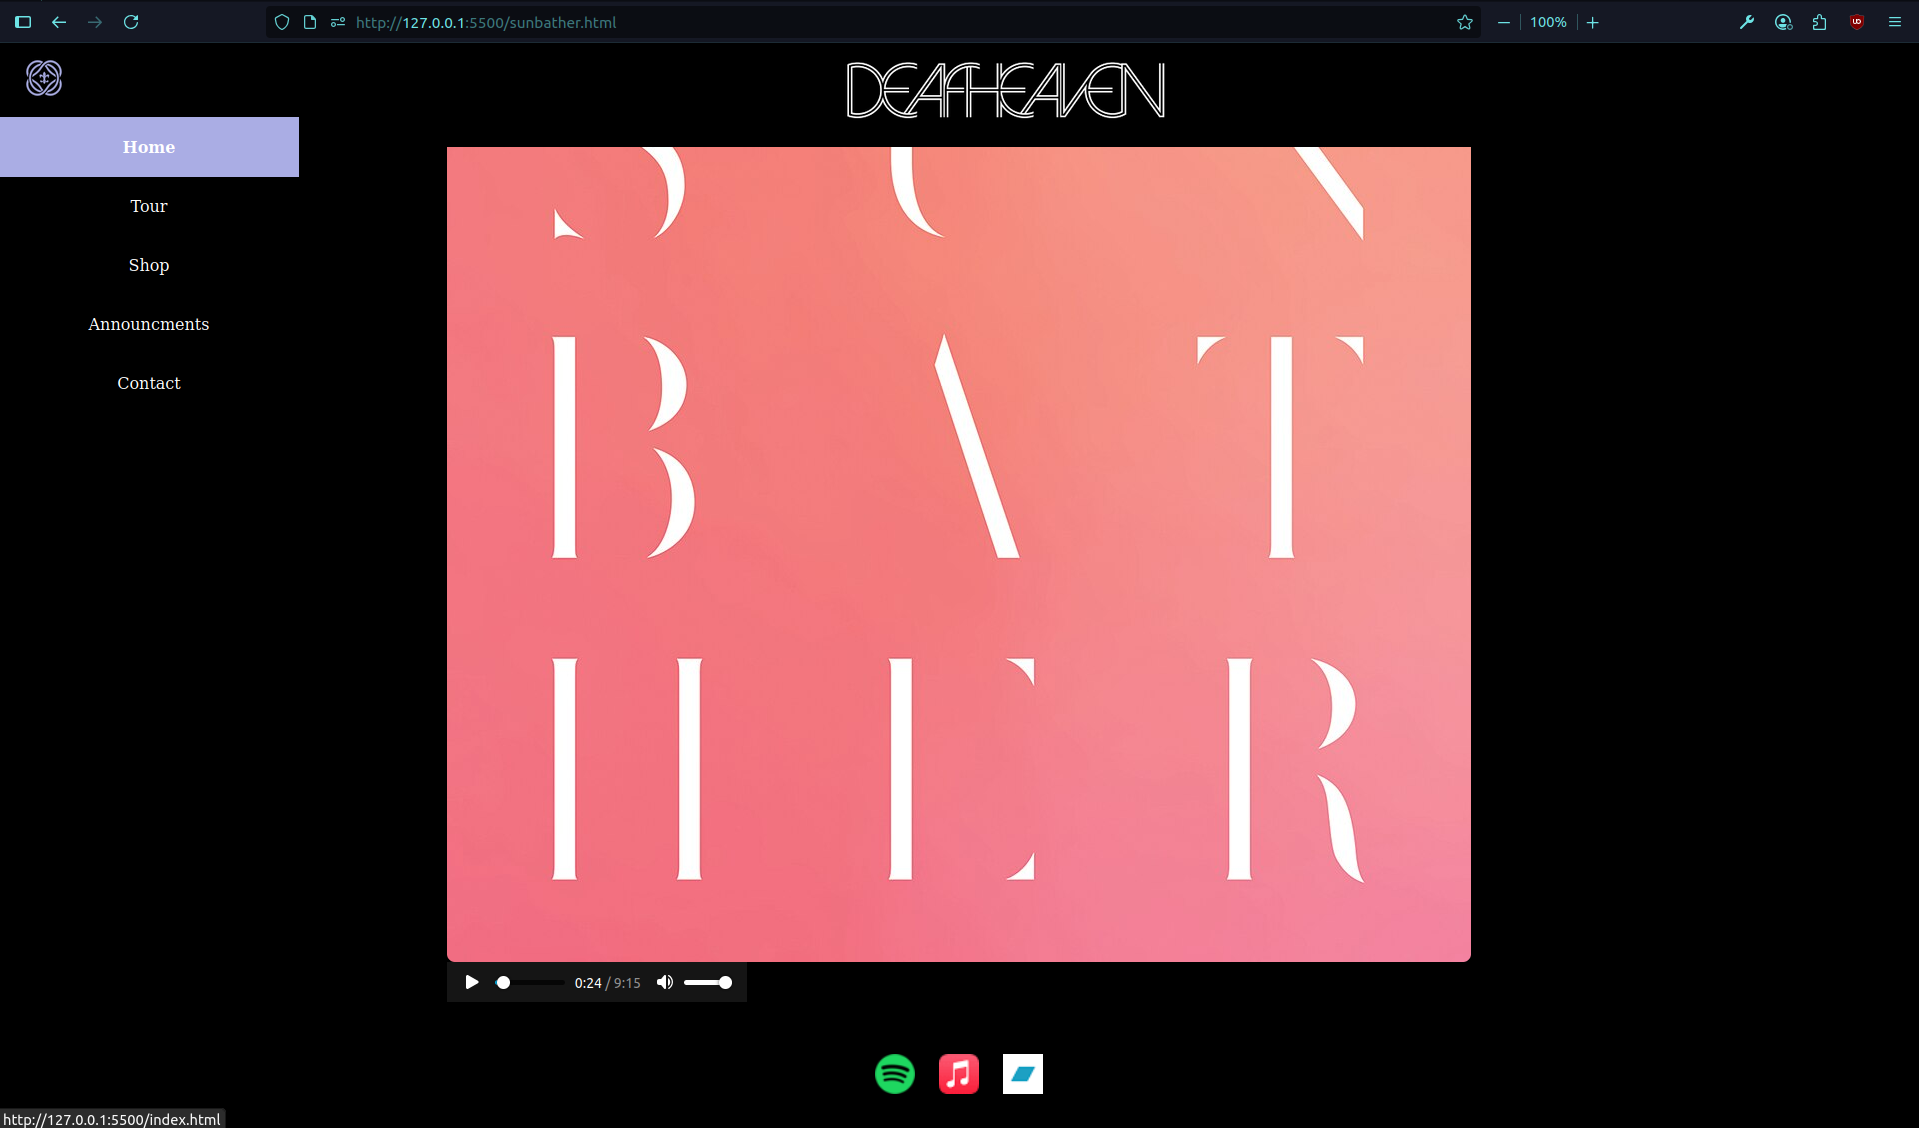 http://127.0.0.1:5500/sunbather.html
100%
DEAFHEAVEN
Home
Tour
Shop
Announcments
Contact
SUN
BAT
HER
0:24 / 9:15
http://127.0.0.1:5500/index.html